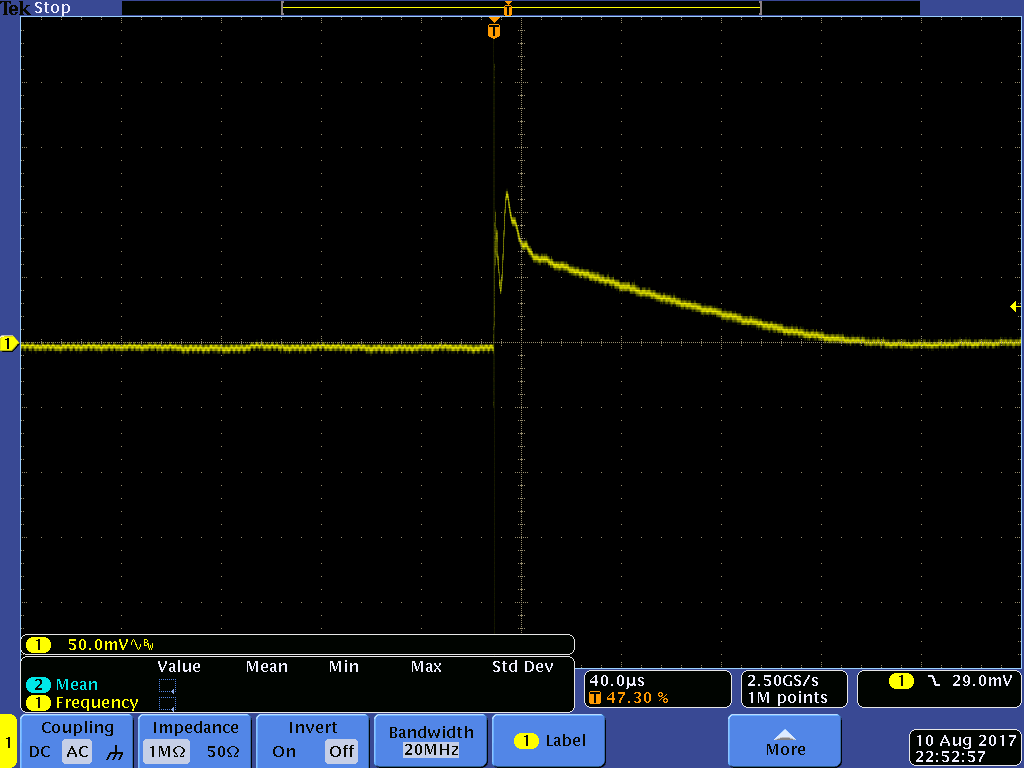 Tek Stop
T
T
1
1 50.0mV∿BW
Value Mean Min Max Std Dev
2 Mean
1 Frequency
40.0µs
T 47.30 %
2.50GS/s
1M points
1 29.0mV
1
Coupling
DC AC
Impedance
1MΩ 50Ω
Invert
On Off
Bandwidth
20MHz
1 Label
More
10 Aug 2017
22:52:57